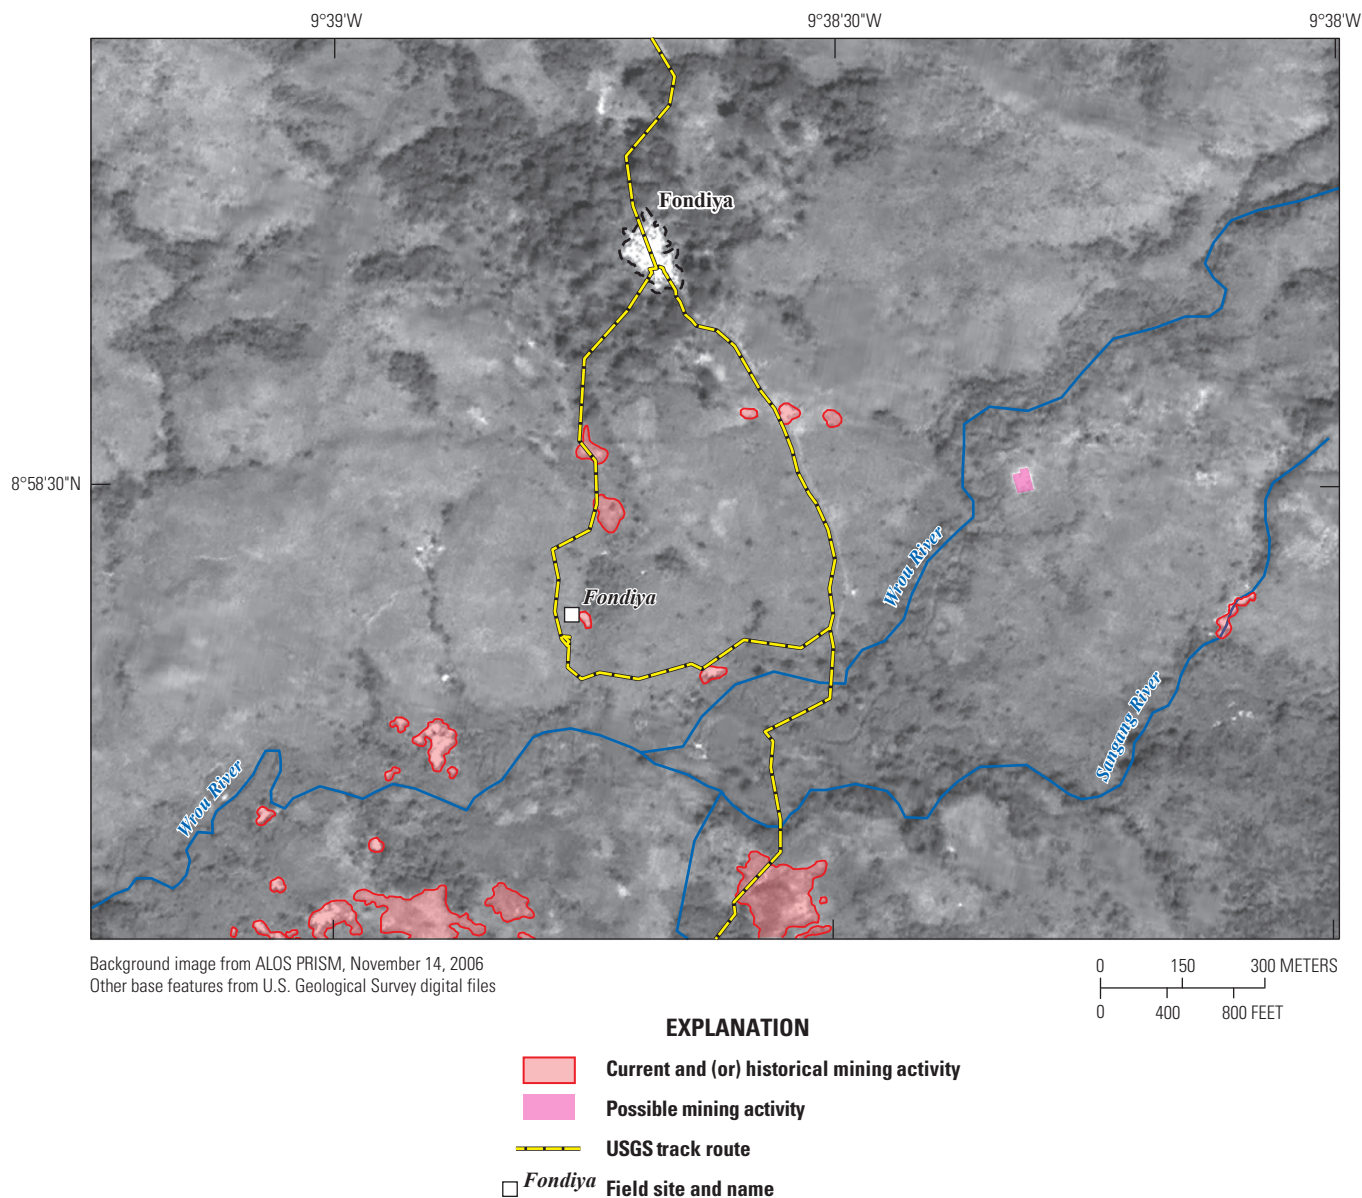 9°39'W
9°38'30"W
9°38'W
Fondiya
8°58'30"N
Wrou River
Fondiya
Sangang River
Wrou River
Background image from ALOS PRISM, November 14, 2006
Other base features from U.S. Geological Survey digital files
0 150 300 METERS
0 400 800 FEET
EXPLANATION
Current and (or) historical mining activity
Possible mining activity
USGS track route
Fondiya Field site and name